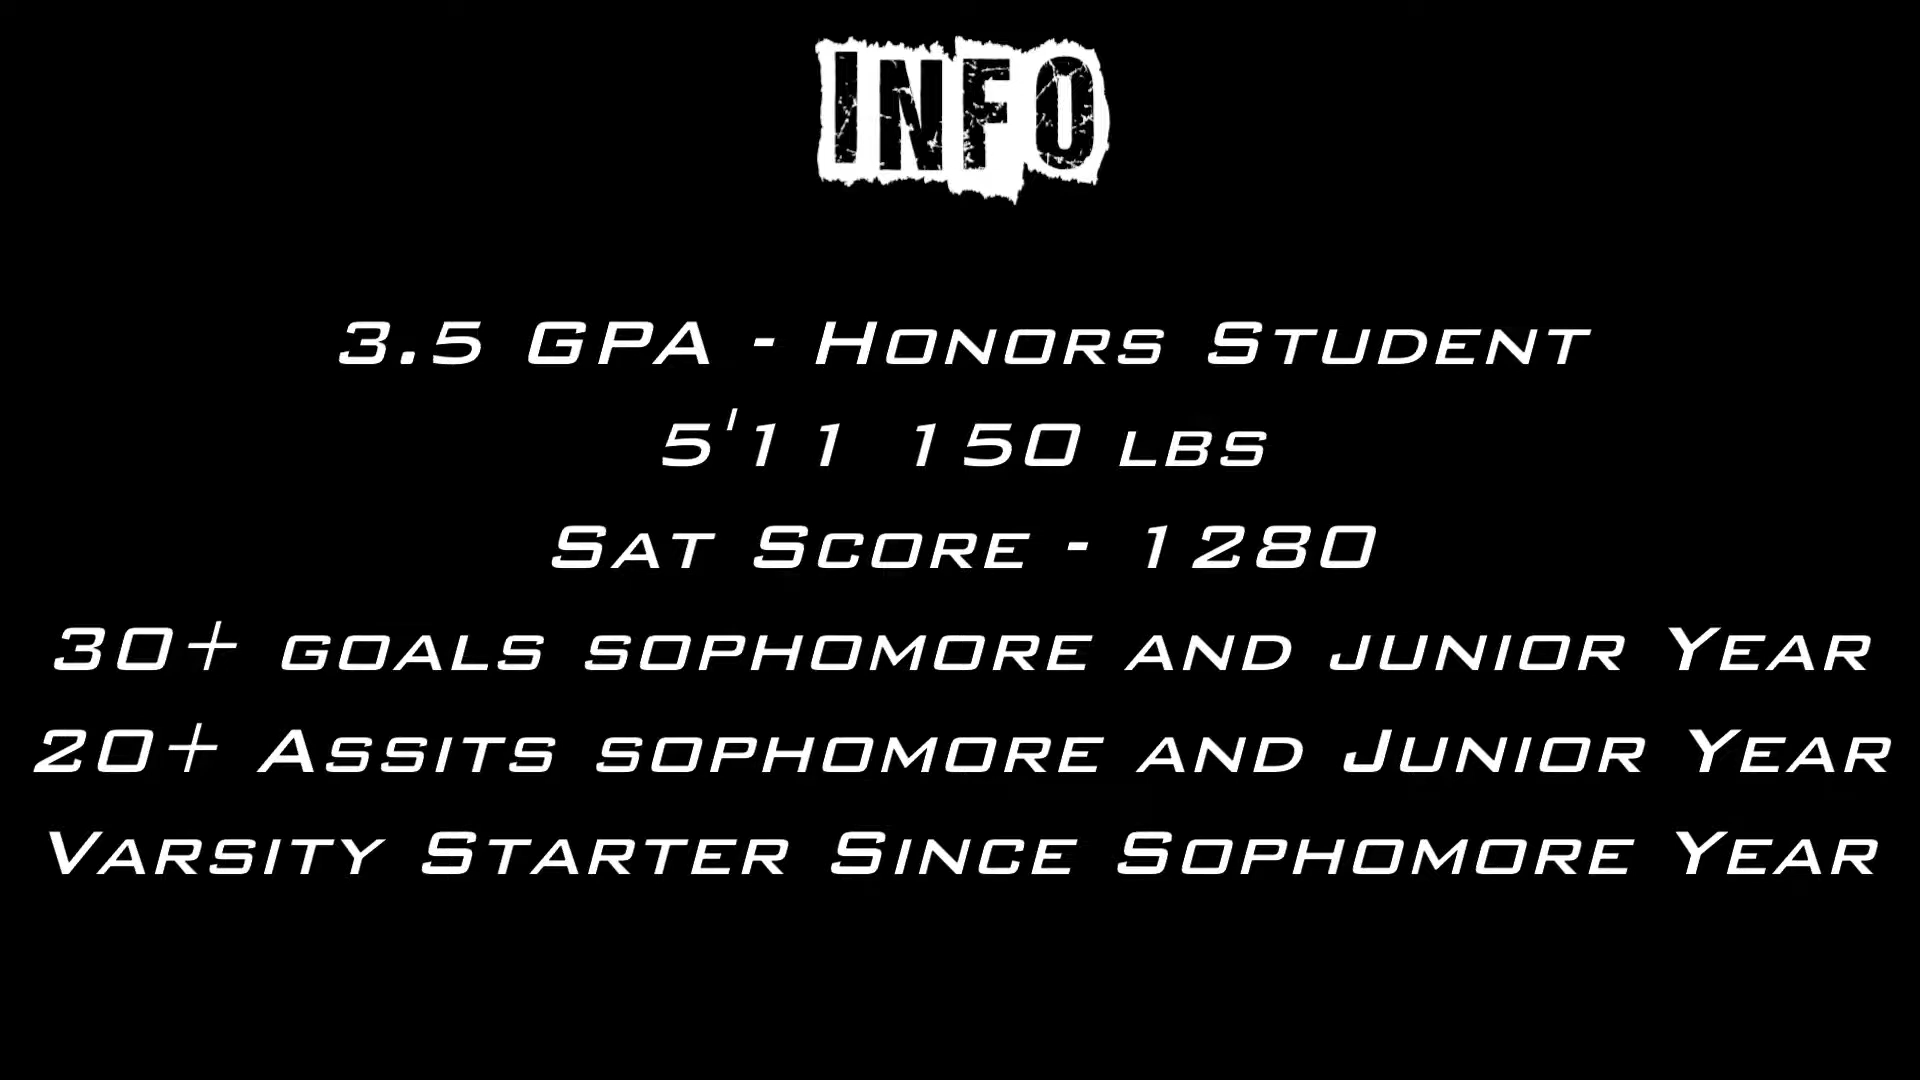 INFO
3.5 GPA - Honors Student
5'11 150 lbs
Sat Score - 1280
30+ goals sophomore and junior Year
20+ Assits sophomore and Junior Year
Varsity Starter Since Sophomore Year